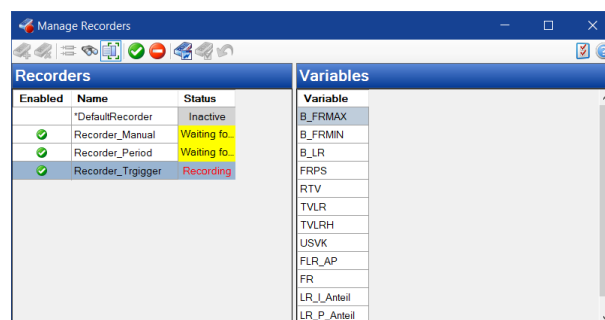 Manage Recorders
Recorders
Enabled Name Status
*DefaultRecorder Inactive
Recorder_Manual Waiting fo...
Recorder_Period Waiting fo...
Recorder_Trgigger Recording
Variables
Variable
B_FRMAX
B_FRMIN
B_LR
FRPS
RTV
TVLR
TVLRH
USVK
FLR_AP
FR
LR_I_Anteil
LR_P_Anteil